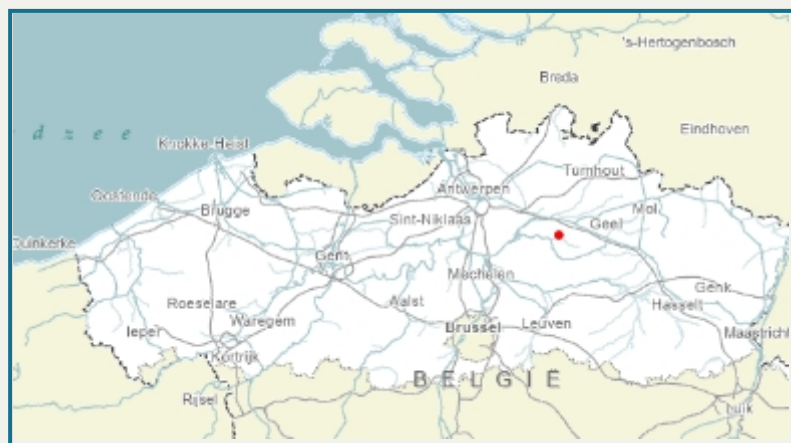 's-Hertogenbosch
Breda
dzee
Eindhoven
Knokke-Heist
Turnhout
Antwerpen
Oostende
Mol
Brugge
Sint-Niklaas
Geel
Duinkerke
Gent
Mechelen
Genk
Roeselare
Aalst
Hasselt
Waregem
Ieper
Brussel
Leuven
Maastricht
Kortrijk
BELGIË
Rijsel
Luik